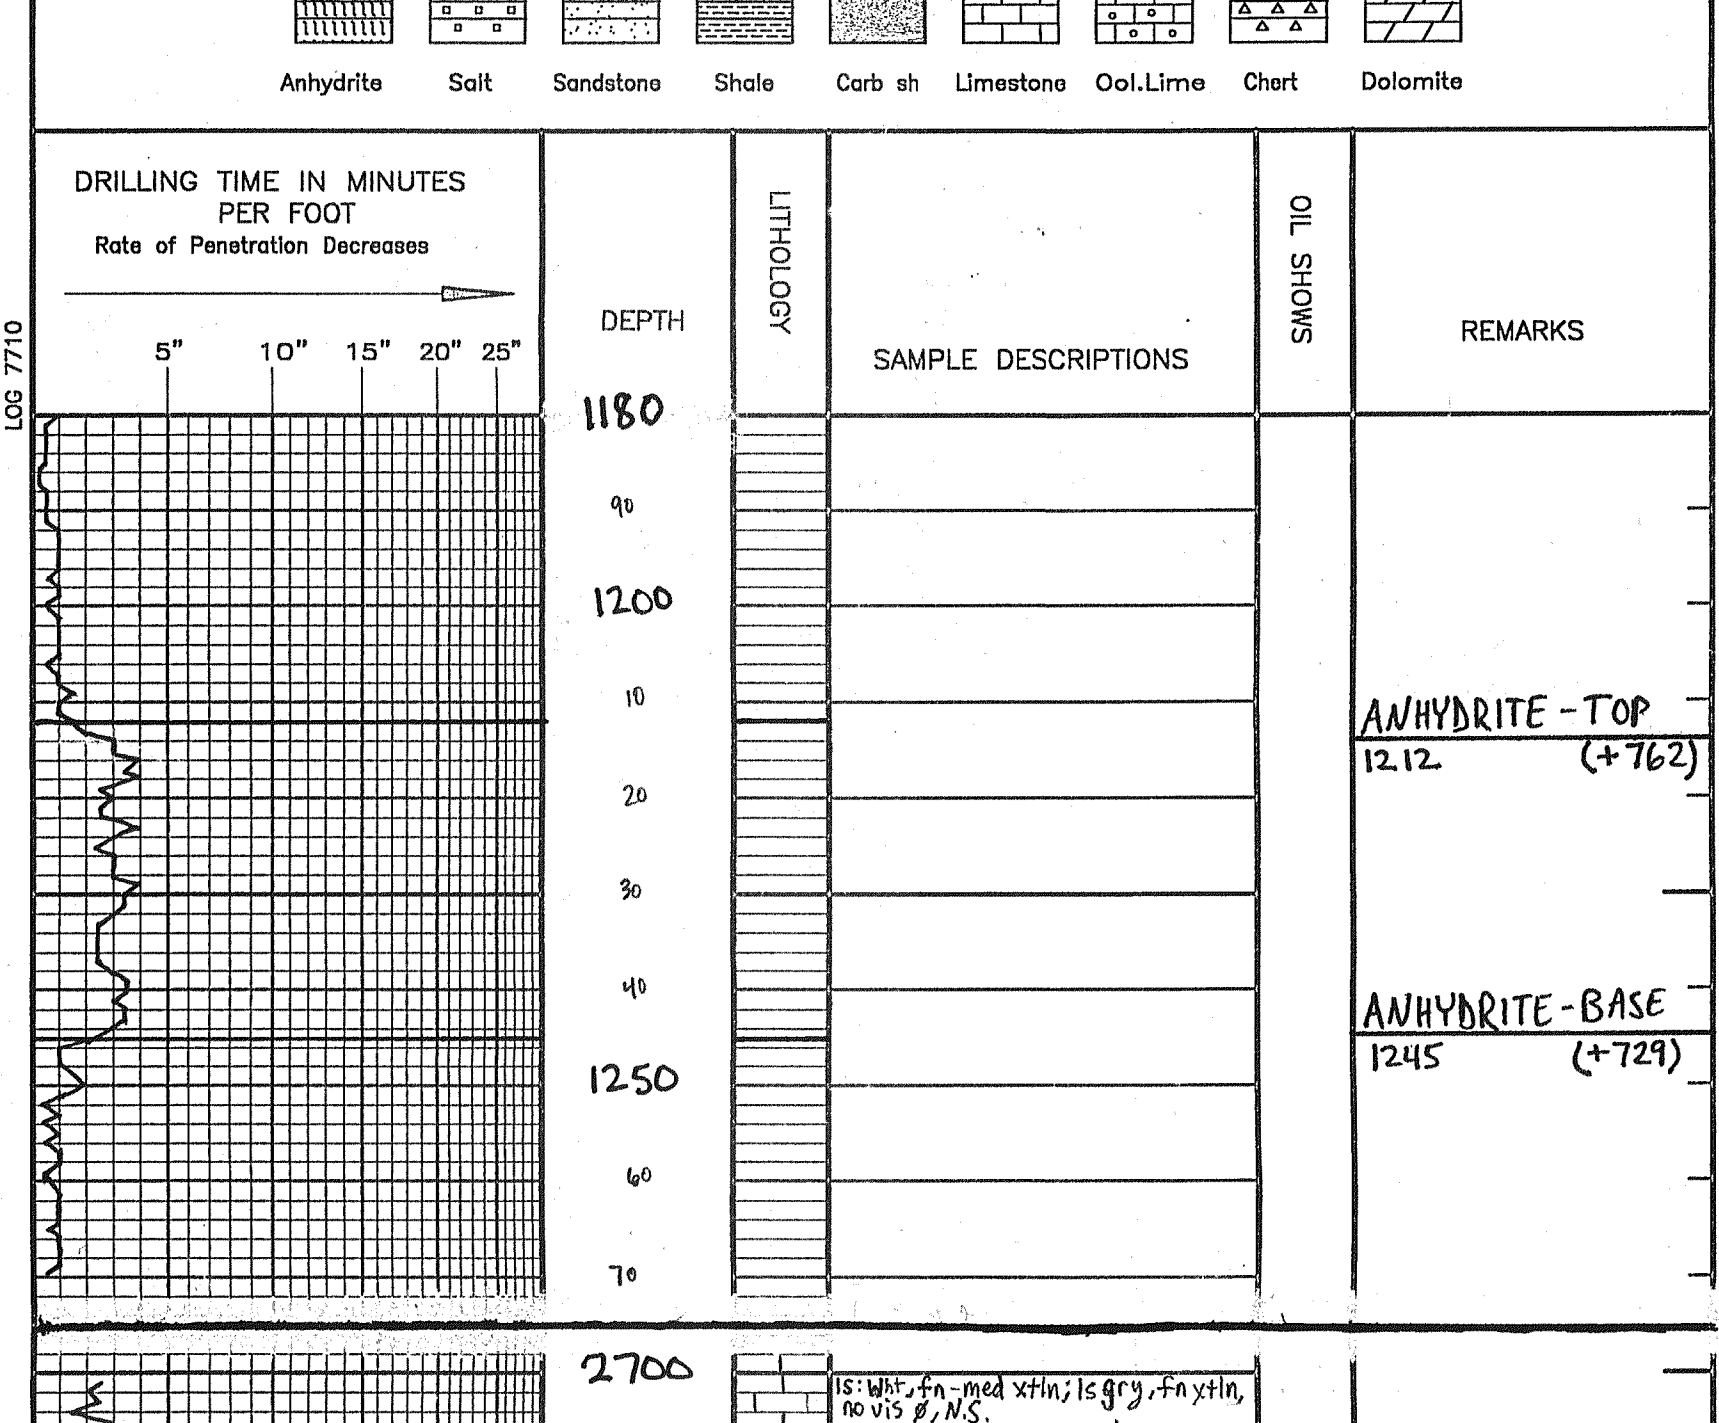 Anhydrite Salt Sandstone Shale Carb sh Limestone Ool.Lime Chert Dolomite
DRILLING TIME IN MINUTES
PER FOOT
Rate of Penetration Decreases
5" 10" 15" 20" 25"
LOG 7710
DEPTH
LITHOLOGY
SAMPLE DESCRIPTIONS
OIL SHOWS
REMARKS
1180
90
1200
10
ANHYDRITE - TOP
1212 (+762)
20
30
40
ANHYDRITE - BASE
1245 (+729)
1250
60
70
2700
ls: Wht, fn-med xtln; ls gry, fn xtln,
no vis ø, N.S.